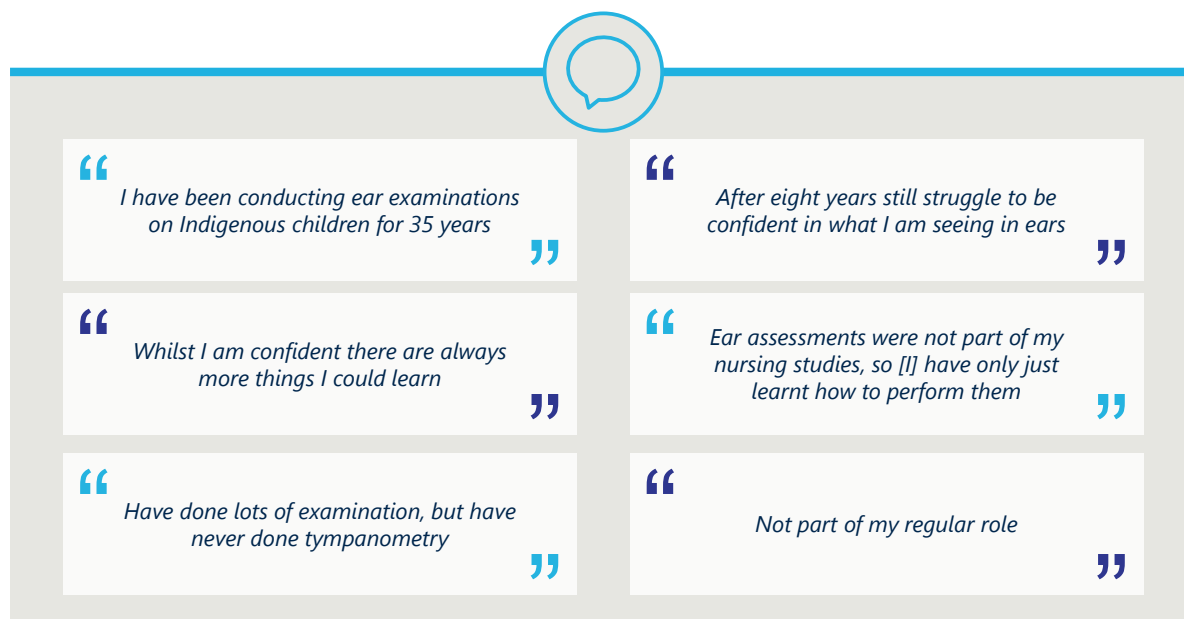 “
I have been conducting ear examinations
on Indigenous children for 35 years
”
“
After eight years still struggle to be
confident in what I am seeing in ears
”
“
Whilst I am confident there are always
more things I could learn
”
“
Ear assessments were not part of my
nursing studies, so [I] have only just
learnt how to perform them
”
“
Have done lots of examination, but have
never done tympanometry
”
“
Not part of my regular role
”